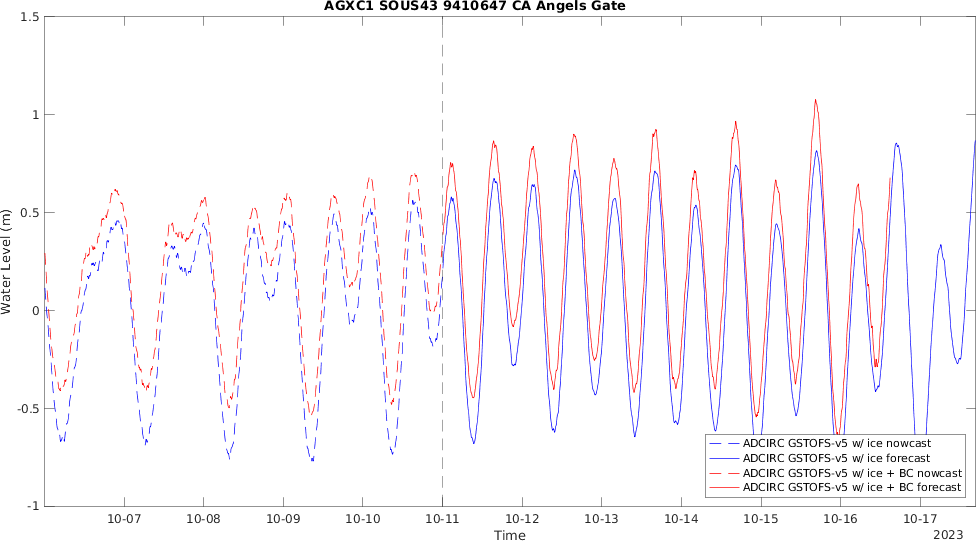 AGXC1 SOUS43 9410647 CA Angels Gate
1.5
1
0.5
0
-0.5
-1
Water Level (m)
10-07 10-08 10-09 10-10 10-11 10-12 10-13 10-14 10-15 10-16 10-17
Time
2023
ADCIRC GSTOFS-v5 w/ ice nowcast
ADCIRC GSTOFS-v5 w/ ice forecast
ADCIRC GSTOFS-v5 w/ ice + BC nowcast
ADCIRC GSTOFS-v5 w/ ice + BC forecast